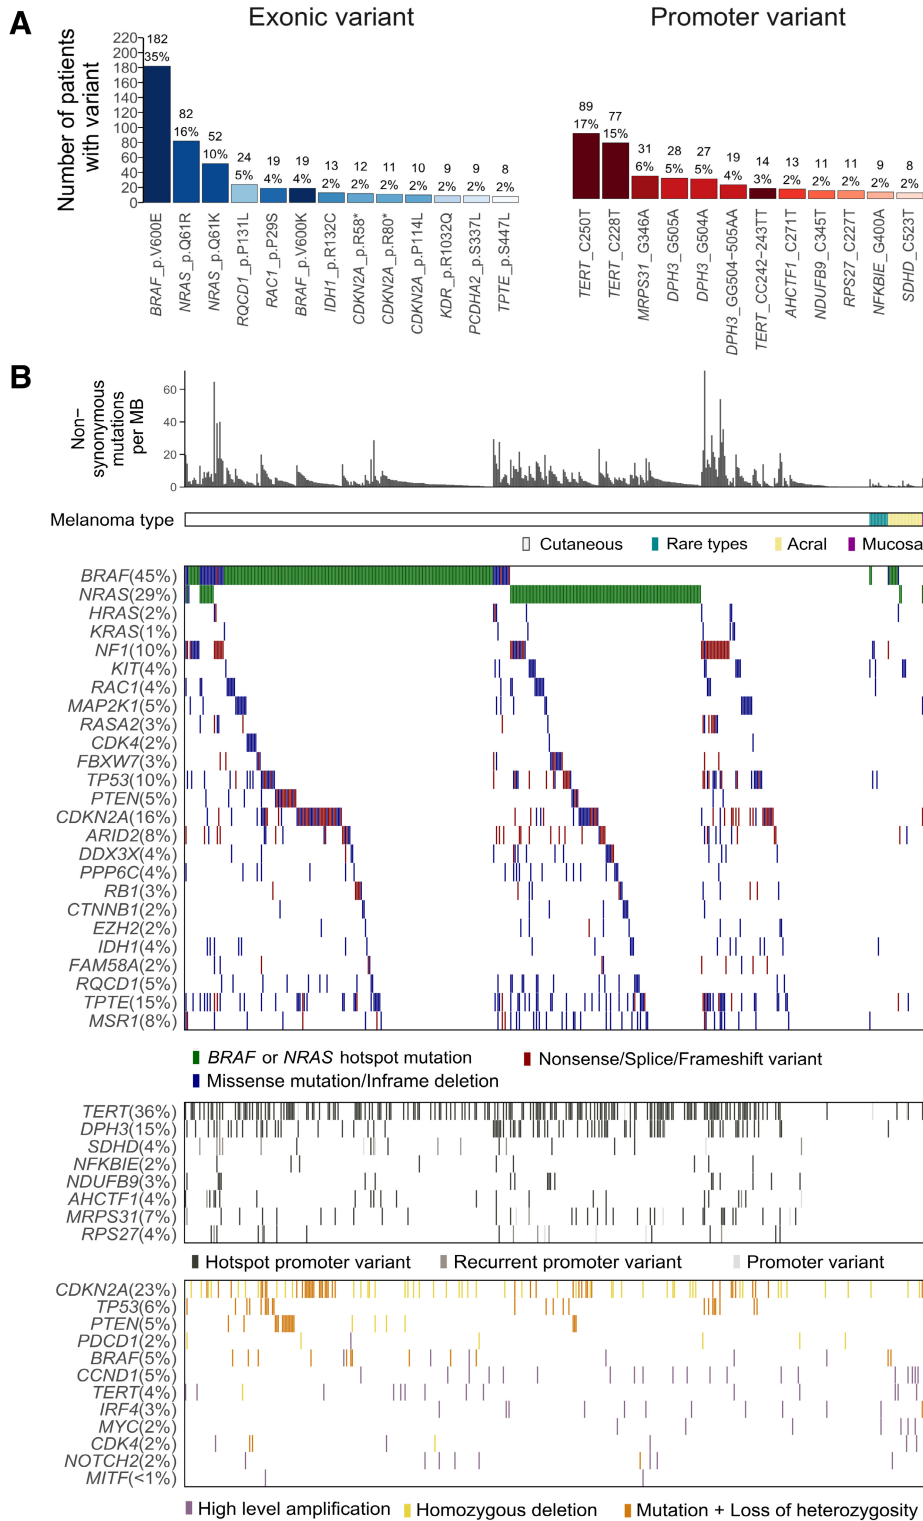 A
Exonic variant
Promoter variant
Number of patients
with variant
220
200
180
160
140
120
100
80
60
40
20
0
182
35%
82
16%
52
10%
24
5%
19
4%
19
4%
13
2%
12
2%
11
2%
10
2%
9
2%
9
2%
8
2%
BRAF_p.V600E
NRAS_p.Q61R
NRAS_p.Q61K
RQCD1_p.P131L
RAC1_p.P29S
BRAF_p.V600K
IDH1_p.R132C
CDKN2A_p.R58*
CDKN2A_p.R80*
CDKN2A_p.P114L
KDR_p.R1032Q
PCDHA2_p.S337L
TPTE_p.S447L
89
17%
77
15%
31
6%
28
5%
27
5%
19
4%
14
3%
13
2%
11
2%
11
2%
9
2%
8
2%
TERT_C250T
TERT_C228T
MRPS31_G346A
DPH3_G505A
DPH3_G504A
DPH3_GG504-505AA
TERT_CC242-243TT
AHCTF1_C271T
NDUFB9_C345T
RPS27_C227T
NFKBIE_G400A
SDHD_C523T
B
Non-
synonymous
mutations
per MB
60
40
20
0
Melanoma type
Cutaneous
Rare types
Acral
Mucosa
BRAF(45%)
NRAS(29%)
HRAS(2%)
KRAS(1%)
NF1(10%)
KIT(4%)
RAC1(4%)
MAP2K1(5%)
RASA2(3%)
CDK4(2%)
FBXW7(3%)
TP53(10%)
PTEN(5%)
CDKN2A(16%)
ARID2(8%)
DDX3X(4%)
PPP6C(4%)
RB1(3%)
CTNNB1(2%)
EZH2(2%)
IDH1(4%)
FAM58A(2%)
RQCD1(5%)
TPTE(15%)
MSR1(8%)
BRAF or NRAS hotspot mutation
Nonsense/Splice/Frameshift variant
Missense mutation/Inframe deletion
TERT(36%)
DPH3(15%)
SDHD(4%)
NFKBIE(2%)
NDUFB9(3%)
AHCTF1(4%)
MRPS31(7%)
RPS27(4%)
Hotspot promoter variant
Recurrent promoter variant
Promoter variant
CDKN2A(23%)
TP53(6%)
PTEN(5%)
PDCD1(2%)
BRAF(5%)
CCND1(5%)
TERT(4%)
IRF4(3%)
MYC(2%)
CDK4(2%)
NOTCH2(2%)
MITF(<1%)
High level amplification
Homozygous deletion
Mutation + Loss of heterozygosity